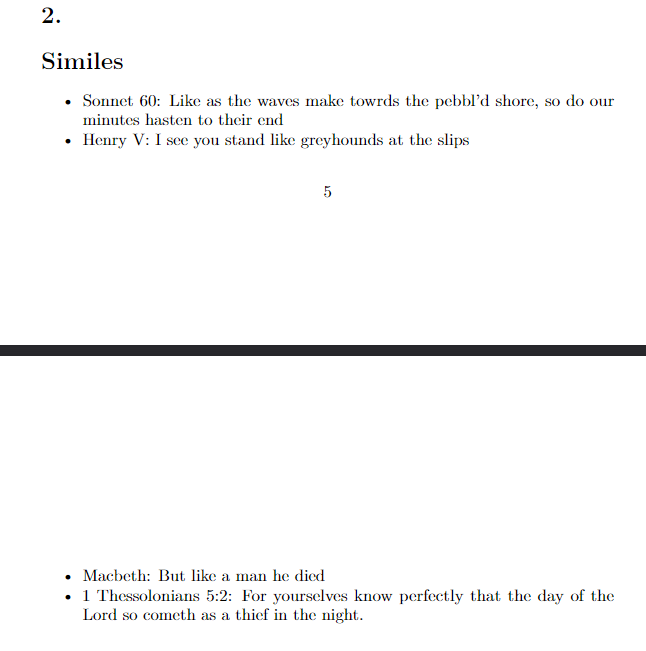 2.
Similes
• Sonnet 60: Like as the waves make towrds the pebbl'd shore, so do our
minutes hasten to their end
• Henry V: I see you stand like greyhounds at the slips
5
• Macbeth: But like a man he died
• 1 Thessolonians 5:2: For yourselves know perfectly that the day of the
Lord so cometh as a thief in the night.